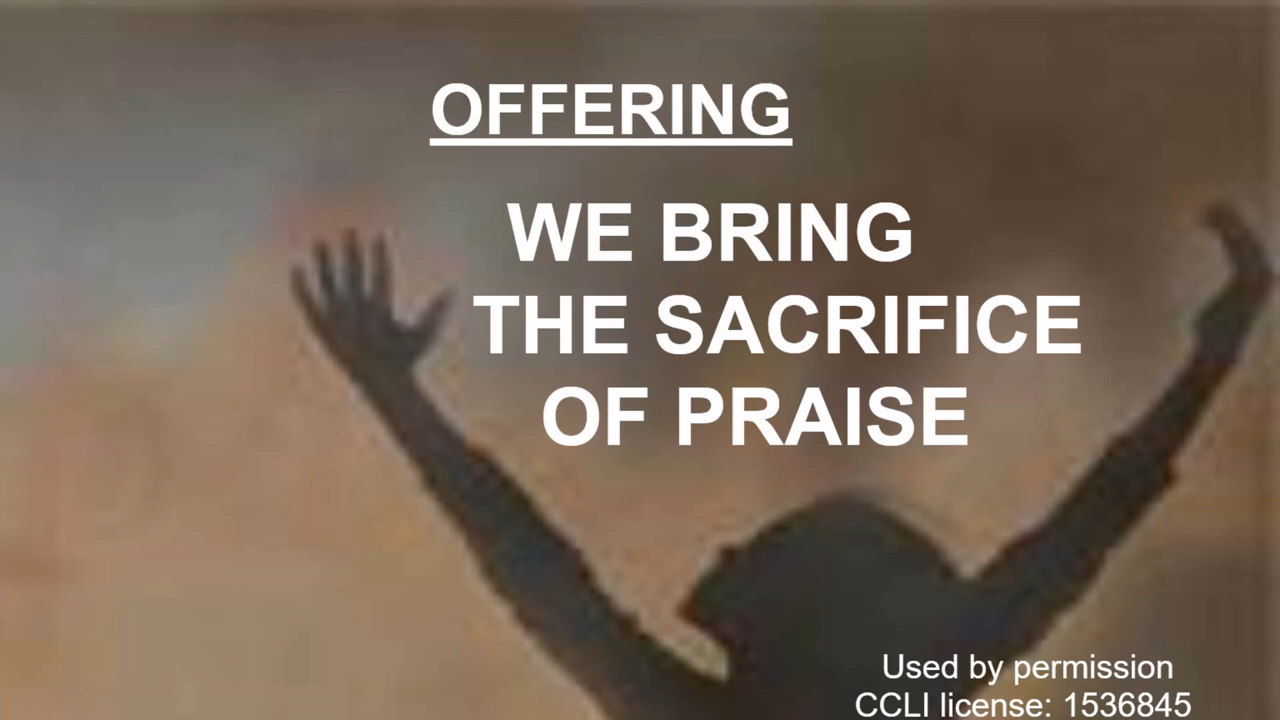 OFFERING
WE BRING
THE SACRIFICE
OF PRAISE
Used by permission
CCLI license: 1536845